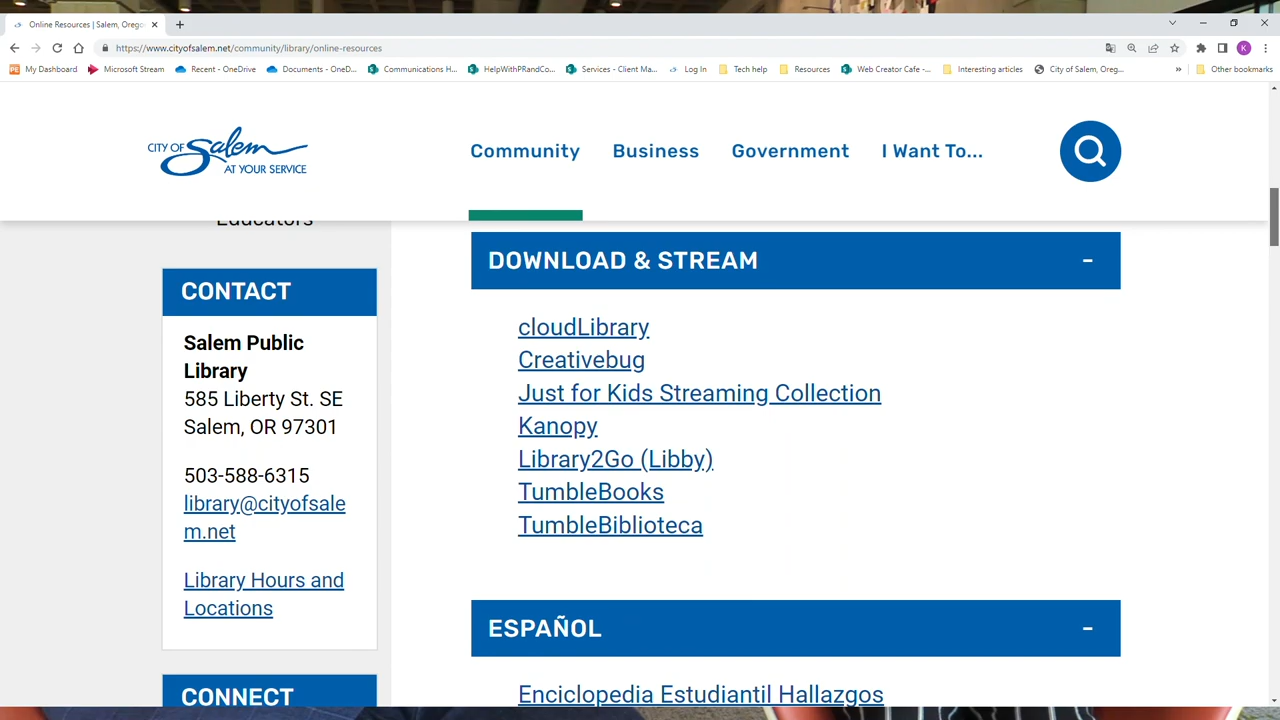 Online Resources | Salem, Orego
https://www.cityofsalem.net/community/library/online-resources
K
My Dashboard
Microsoft Stream
Recent - OneDrive
Documents - OneD...
Communications H...
HelpWithPRandCo...
Services - Client Ma...
Log In
Tech help
Resources
Web Creator Cafe -...
Interesting articles
City of Salem, Oreg...
»
Other bookmarks
CITY OF Salem
AT YOUR SERVICE
Community
Business
Government
I Want To...
Educators
CONTACT
Salem Public
Library
585 Liberty St. SE
Salem, OR 97301
503-588-6315
library@cityofsale
m.net
Library Hours and
Locations
CONNECT
DOWNLOAD & STREAM -
cloudLibrary
Creativebug
Just for Kids Streaming Collection
Kanopy
Library2Go (Libby)
TumbleBooks
TumbleBiblioteca
ESPAÑOL -
Enciclopedia Estudiantil Hallazgos